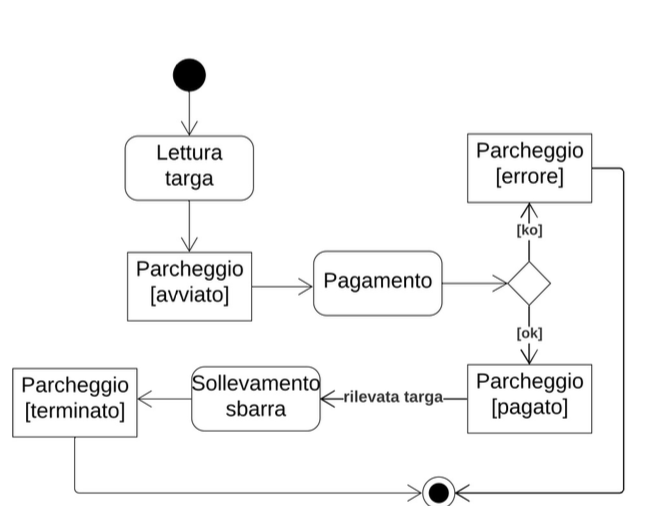 Lettura
targa
Parcheggio
[errore]
[ko]
Parcheggio
[avviato]
Pagamento
[ok]
Parcheggio
[terminato]
Sollevamento
sbarra
rilevata targa
Parcheggio
[pagato]